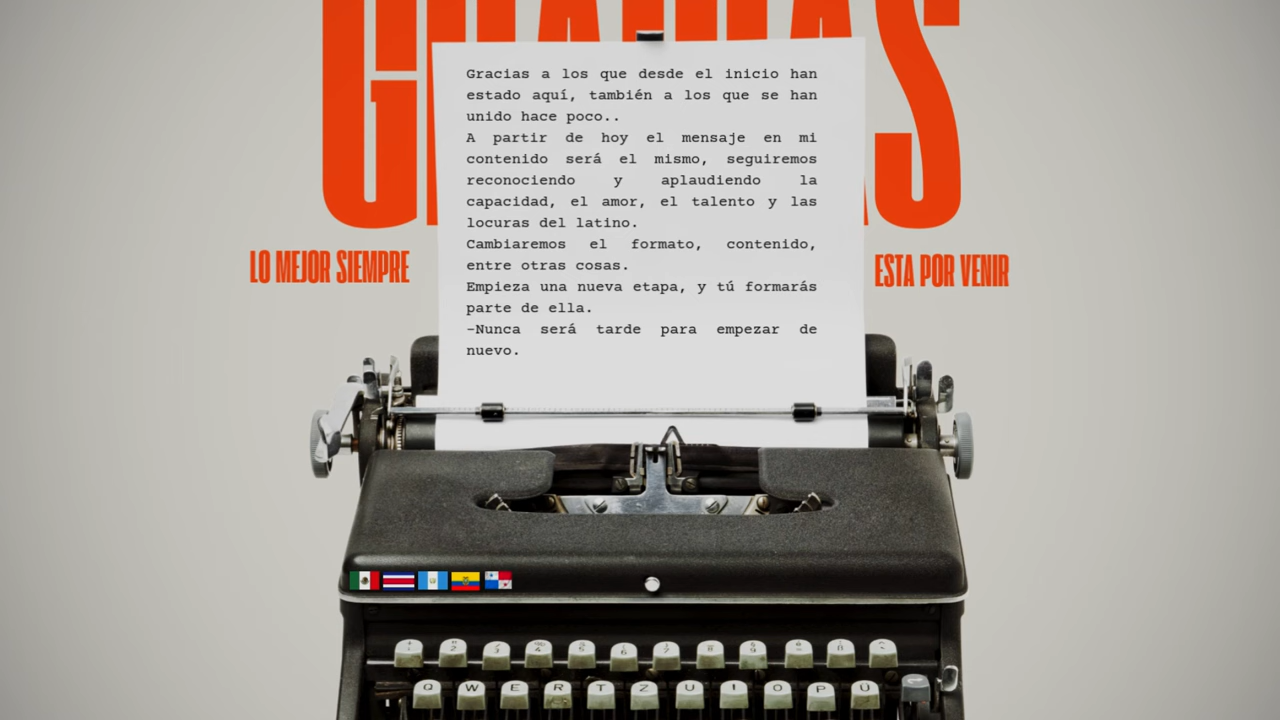 GRACIAS
Gracias a los que desde el inicio han
estado aquí, también a los que se han
unido hace poco..
A partir de hoy el mensaje en mi
contenido será el mismo, seguiremos
reconociendo y aplaudiendo la
capacidad, el amor, el talento y las
locuras del latino.
Cambiaremos el formato, contenido,
entre otras cosas.
Empieza una nueva etapa, y tú formarás
parte de ella.
-Nunca será tarde para empezar de
nuevo.
LO MEJOR SIEMPRE
ESTA POR VENIR
Q W E R T Z U I O P Ü